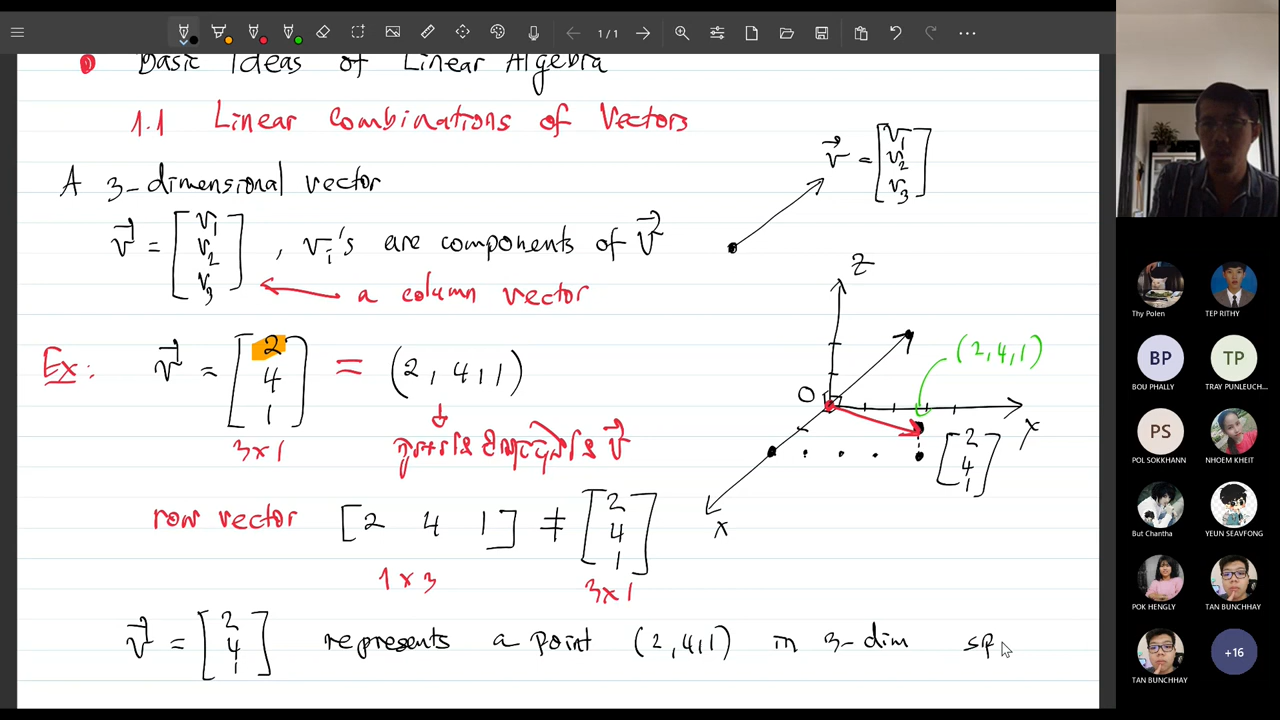 1/1
Basic Ideas of Linear Algebra
1.1 Linear Combinations of Vectors
A 3-dimensional vector
v⃗ = [v1 v2 v3], vi's are components of v⃗
a column vector
v⃗ = [v1 v2 v3]
Ex: v⃗ = [2 4 1] = (2, 4, 1)
3x1
v⃗
row vector [2 4 1] ≠ [2 4 1]
1x3
3x1
Z
O
(2,4,1)
[2 4 1]
Y
X
v⃗ = [2 4 1] represents a point (2,4,1) in 3-dim sp
Thy Polen
TEP RITHY
BP
TP
BOU PHALLY
TRAY PUNLEUCH...
PS
POL SOKKHANN
NHOEM KHEIT
But Chantha
YEUN SEAVFONG
POK HENGLY
TAN BUNCHHAY
TAN BUNCHHAY
+16